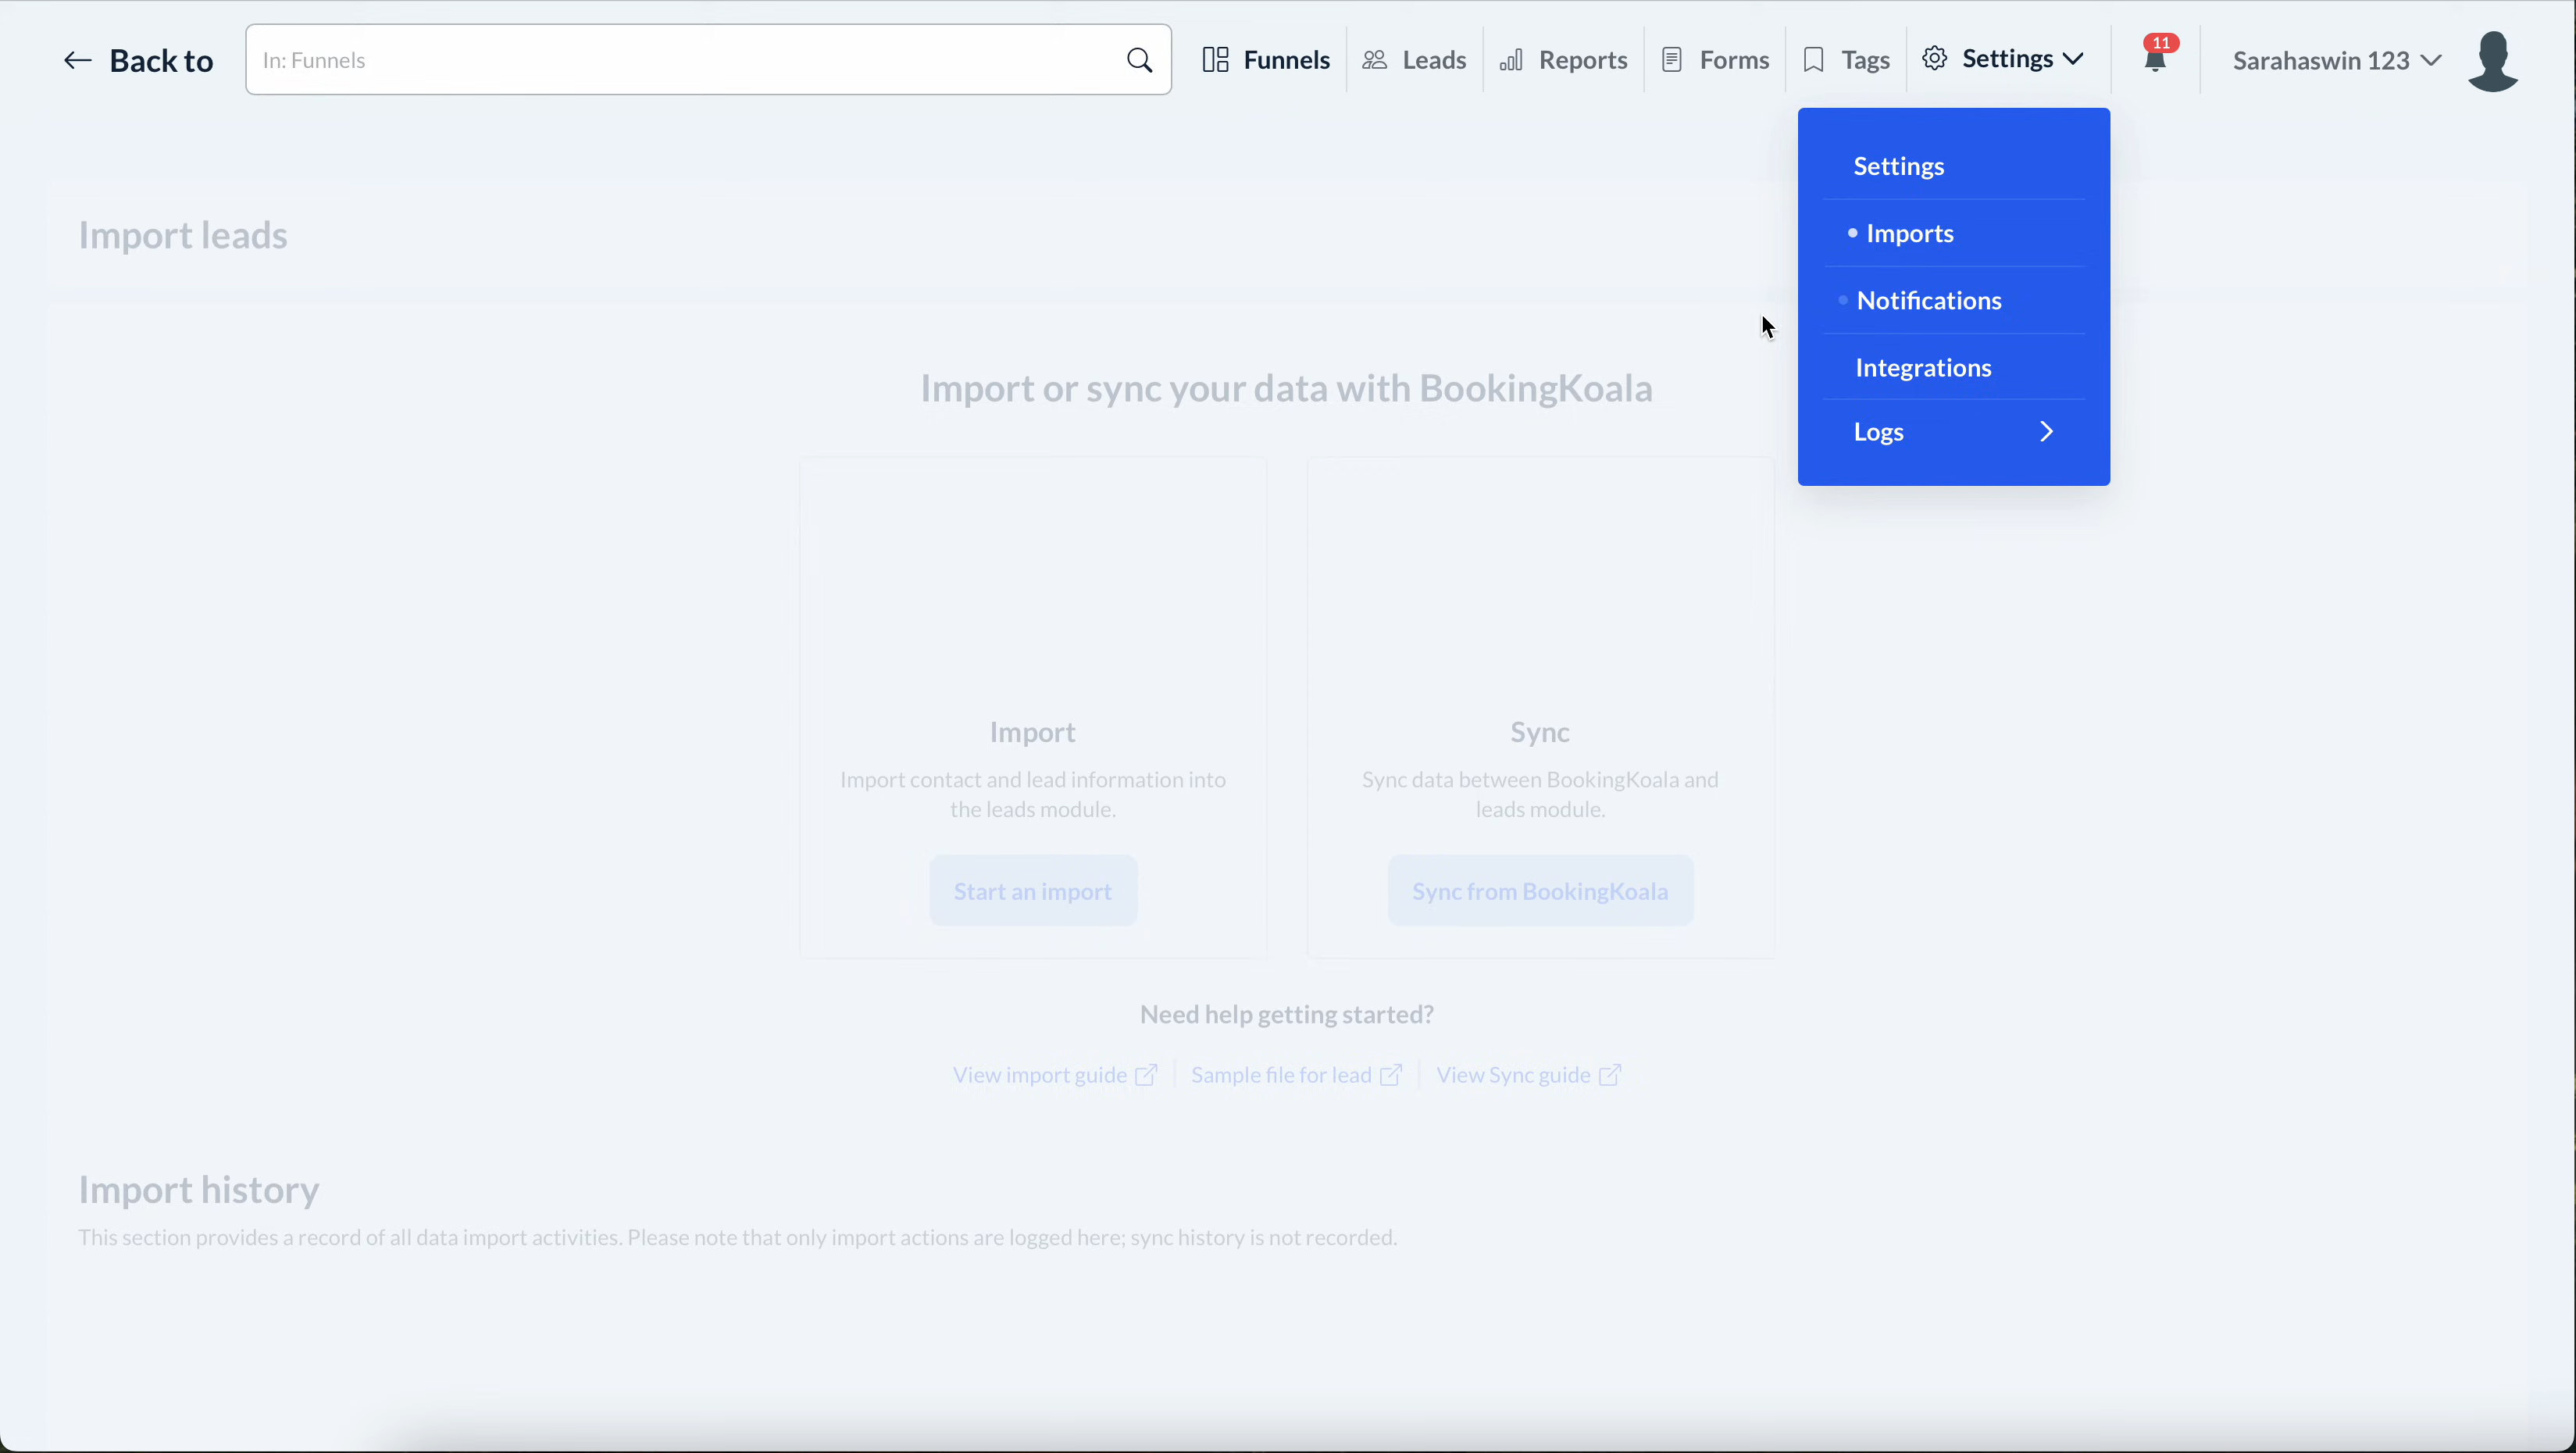 Back to
In: Funnels
Funnels
Leads
Reports
Forms
Tags
Settings
11
Sarahaswin 123
Settings
Imports
Notifications
Integrations
Logs
Import leads
Import or sync your data with BookingKoala
Import
Import contact and lead information into
the leads module.
Start an import
Sync
Sync data between BookingKoala and
leads module.
Sync from BookingKoala
Need help getting started?
View import guide
Sample file for lead
View Sync guide
Import history
This section provides a record of all data import activities. Please note that only import actions are logged here; sync history is not recorded.